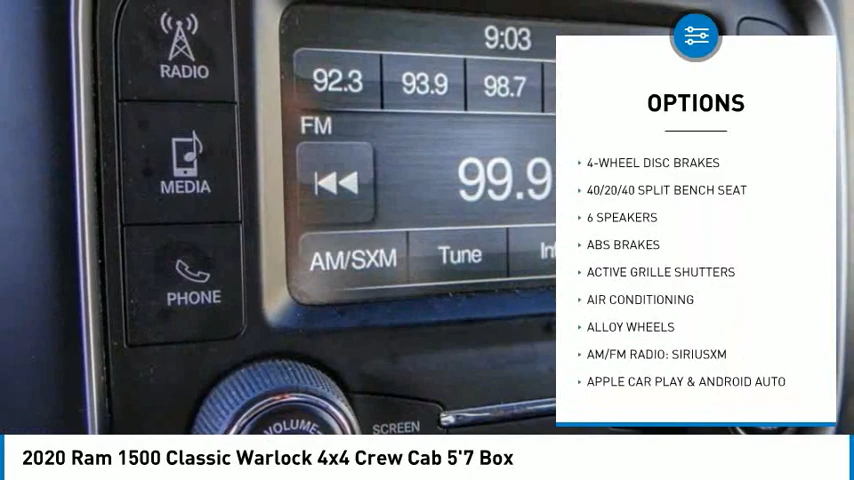 RADIO
MEDIA
PHONE
9:03
92.3
93.9
98.7
FM
99.9
AM/SXM
Tune
VOLUME
SCREEN
OPTIONS
4-WHEEL DISC BRAKES
40/20/40 SPLIT BENCH SEAT
6 SPEAKERS
ABS BRAKES
ACTIVE GRILLE SHUTTERS
AIR CONDITIONING
ALLOY WHEELS
AM/FM RADIO: SIRIUSXM
APPLE CAR PLAY & ANDROID AUTO
2020 Ram 1500 Classic Warlock 4x4 Crew Cab 5'7 Box